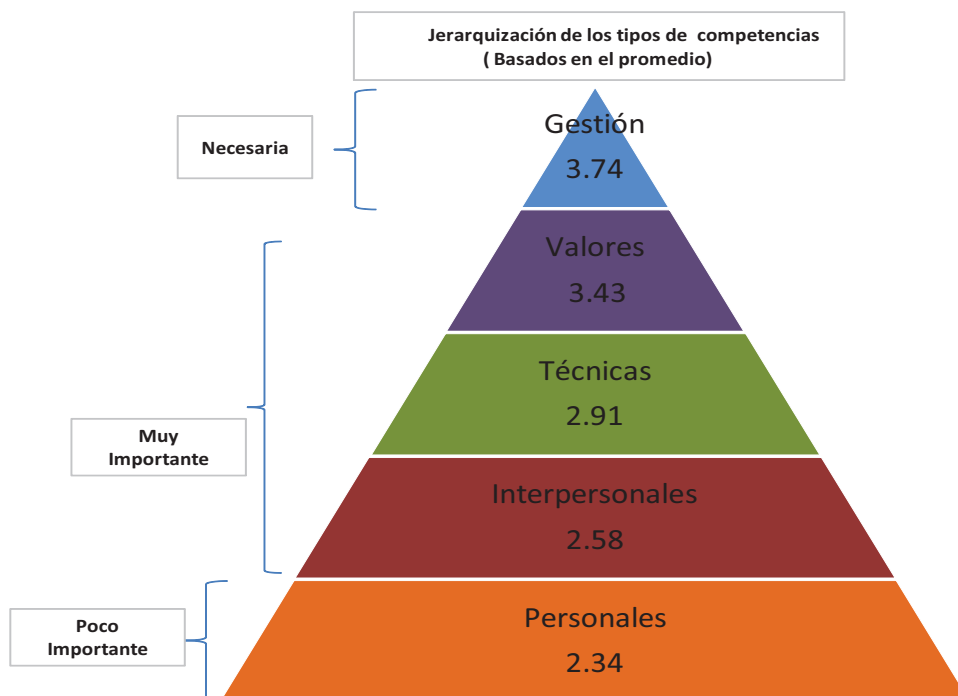 Jerarquización de los tipos de competencias
( Basados en el promedio)
Necesaria
Gestión
3.74
Valores
3.43
Técnicas
2.91
Muy
Importante
Interpersonales
2.58
Poco
Importante
Personales
2.34